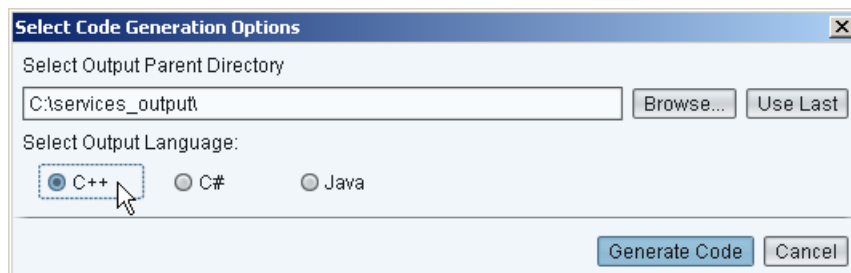 Select Code Generation Options
Select Output Parent Directory
C:\services_output\ Browse... Use Last
Select Output Language:
C++ C# Java
Generate Code Cancel